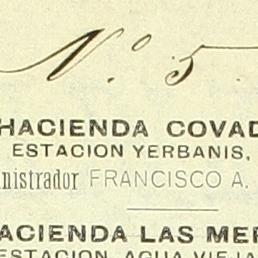 N.º 5
HACIENDA COVAD
ESTACION YERBANIS,
nistrador FRANCISCO A.
ACIENDA LAS MER
ESTACION, AGUA VIEJA